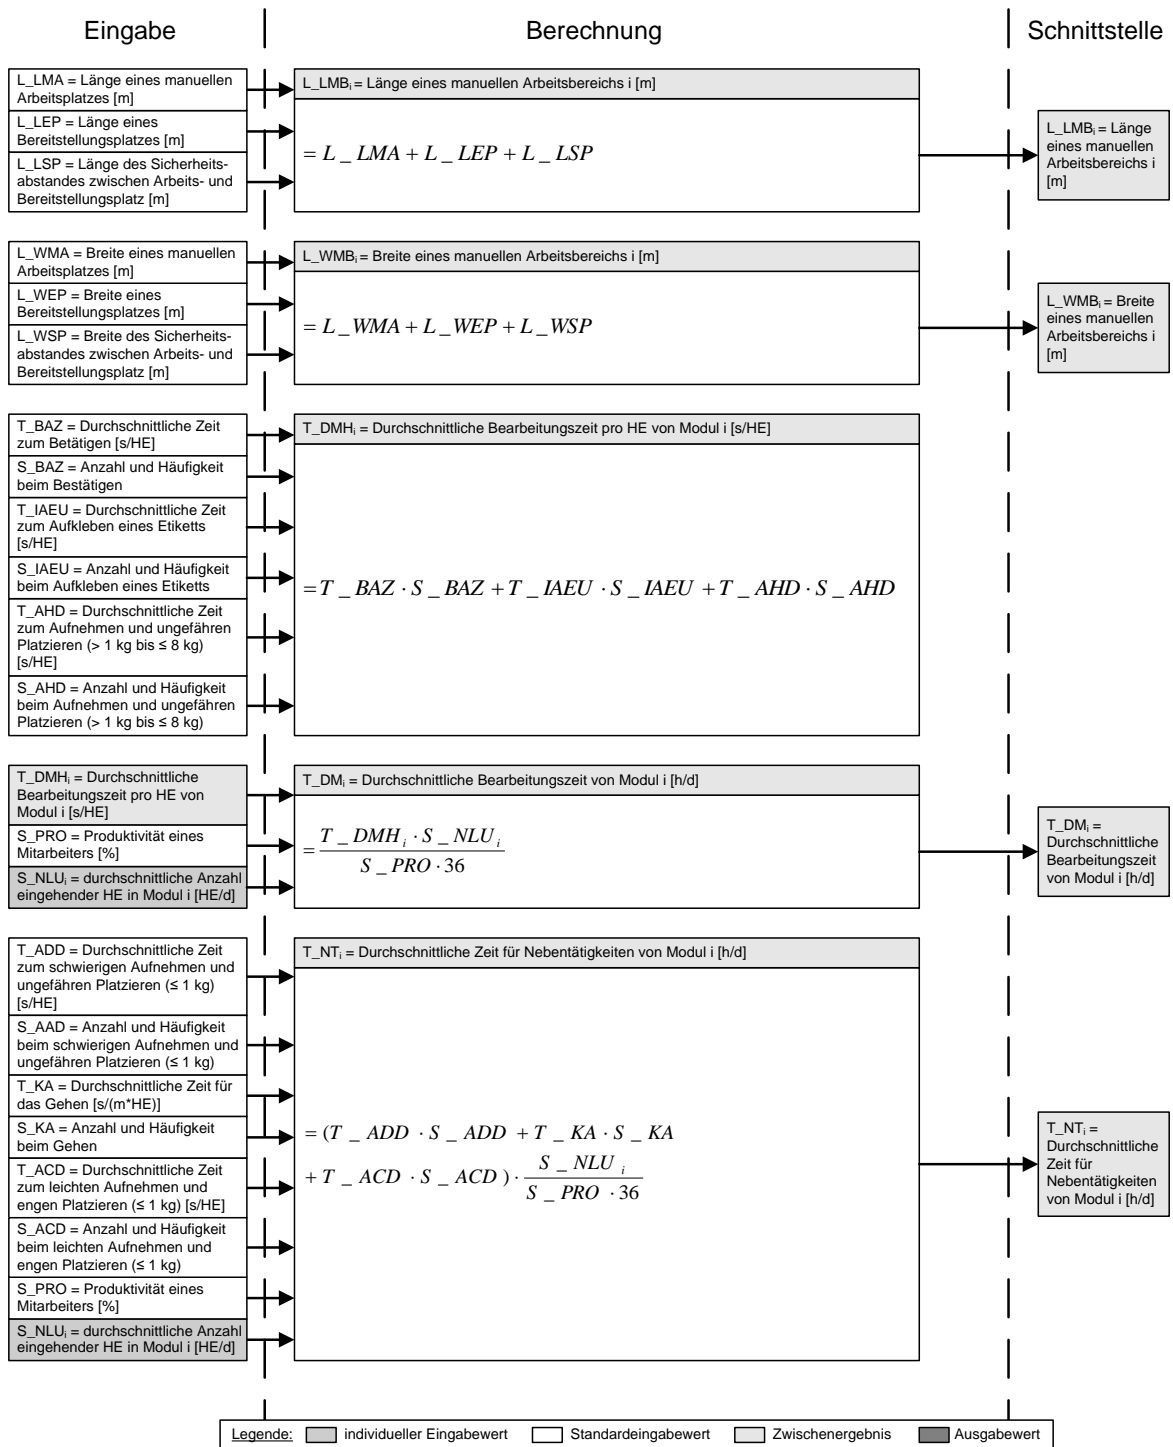 Eingabe
Berechnung
Schnittstelle
L_LMA = Länge eines manuellen
Arbeitsplatzes [m]
L_LEP = Länge eines
Bereitstellungsplatzes [m]
L_LSP = Länge des Sicherheits-
abstandes zwischen Arbeits- und
Bereitstellungsplatz [m]
L_LMBᵢ = Länge eines manuellen Arbeitsbereichs i [m]
= L_LMA + L_LEP + L_LSP
L_LMBᵢ = Länge
eines manuellen
Arbeitsbereichs i
[m]
L_WMA = Breite eines manuellen
Arbeitsplatzes [m]
L_WEP = Breite eines
Bereitstellungsplatzes [m]
L_WSP = Breite des Sicherheits-
abstandes zwischen Arbeits- und
Bereitstellungsplatz [m]
L_WMBᵢ = Breite eines manuellen Arbeitsbereichs i [m]
= L_WMA + L_WEP + L_WSP
L_WMBᵢ = Breite
eines manuellen
Arbeitsbereichs i
[m]
T_BAZ = Durchschnittliche Zeit
zum Betätigen [s/HE]
S_BAZ = Anzahl und Häufigkeit
beim Bestätigen
T_IAEU = Durchschnittliche Zeit
zum Aufkleben eines Etiketts
[s/HE]
S_IAEU = Anzahl und Häufigkeit
beim Aufkleben eines Etiketts
T_AHD = Durchschnittliche Zeit
zum Aufnehmen und ungefähren
Platzieren (> 1 kg bis ≤ 8 kg)
[s/HE]
S_AHD = Anzahl und Häufigkeit
beim Aufnehmen und ungefähren
Platzieren (> 1 kg bis ≤ 8 kg)
T_DMHᵢ = Durchschnittliche Bearbeitungszeit pro HE von Modul i [s/HE]
= T_BAZ · S_BAZ + T_IAEU · S_IAEU + T_AHD · S_AHD
T_DMHᵢ = Durchschnittliche
Bearbeitungszeit pro HE von
Modul i [s/HE]
S_PRO = Produktivität eines
Mitarbeiters [%]
S_NLUᵢ = durchschnittliche Anzahl
eingehender HE in Modul i [HE/d]
T_DMᵢ = Durchschnittliche Bearbeitungszeit von Modul i [h/d]
= T_DMHᵢ · S_NLUᵢ
S_PRO · 36
T_DMᵢ =
Durchschnittliche
Bearbeitungszeit
von Modul i [h/d]
T_ADD = Durchschnittliche Zeit
zum schwierigen Aufnehmen und
ungefähren Platzieren (≤ 1 kg)
[s/HE]
S_AAD = Anzahl und Häufigkeit
beim schwierigen Aufnehmen und
ungefähren Platzieren (≤ 1 kg)
T_KA = Durchschnittliche Zeit für
das Gehen [s/(m*HE)]
S_KA = Anzahl und Häufigkeit
beim Gehen
T_ACD = Durchschnittliche Zeit
zum leichten Aufnehmen und
engen Platzieren (≤ 1 kg) [s/HE]
S_ACD = Anzahl und Häufigkeit
beim leichten Aufnehmen und
engen Platzieren (≤ 1 kg)
S_PRO = Produktivität eines
Mitarbeiters [%]
S_NLUᵢ = durchschnittliche Anzahl
eingehender HE in Modul i [HE/d]
T_NTᵢ = Durchschnittliche Zeit für Nebentätigkeiten von Modul i [h/d]
= (T_ADD · S_ADD + T_KA · S_KA
+ T_ACD · S_ACD) · S_NLUᵢ
S_PRO · 36
T_NTᵢ =
Durchschnittliche
Zeit für
Nebentätigkeiten
von Modul i [h/d]
Legende: individueller Eingabewert Standardeingabewert Zwischenergebnis Ausgabewert